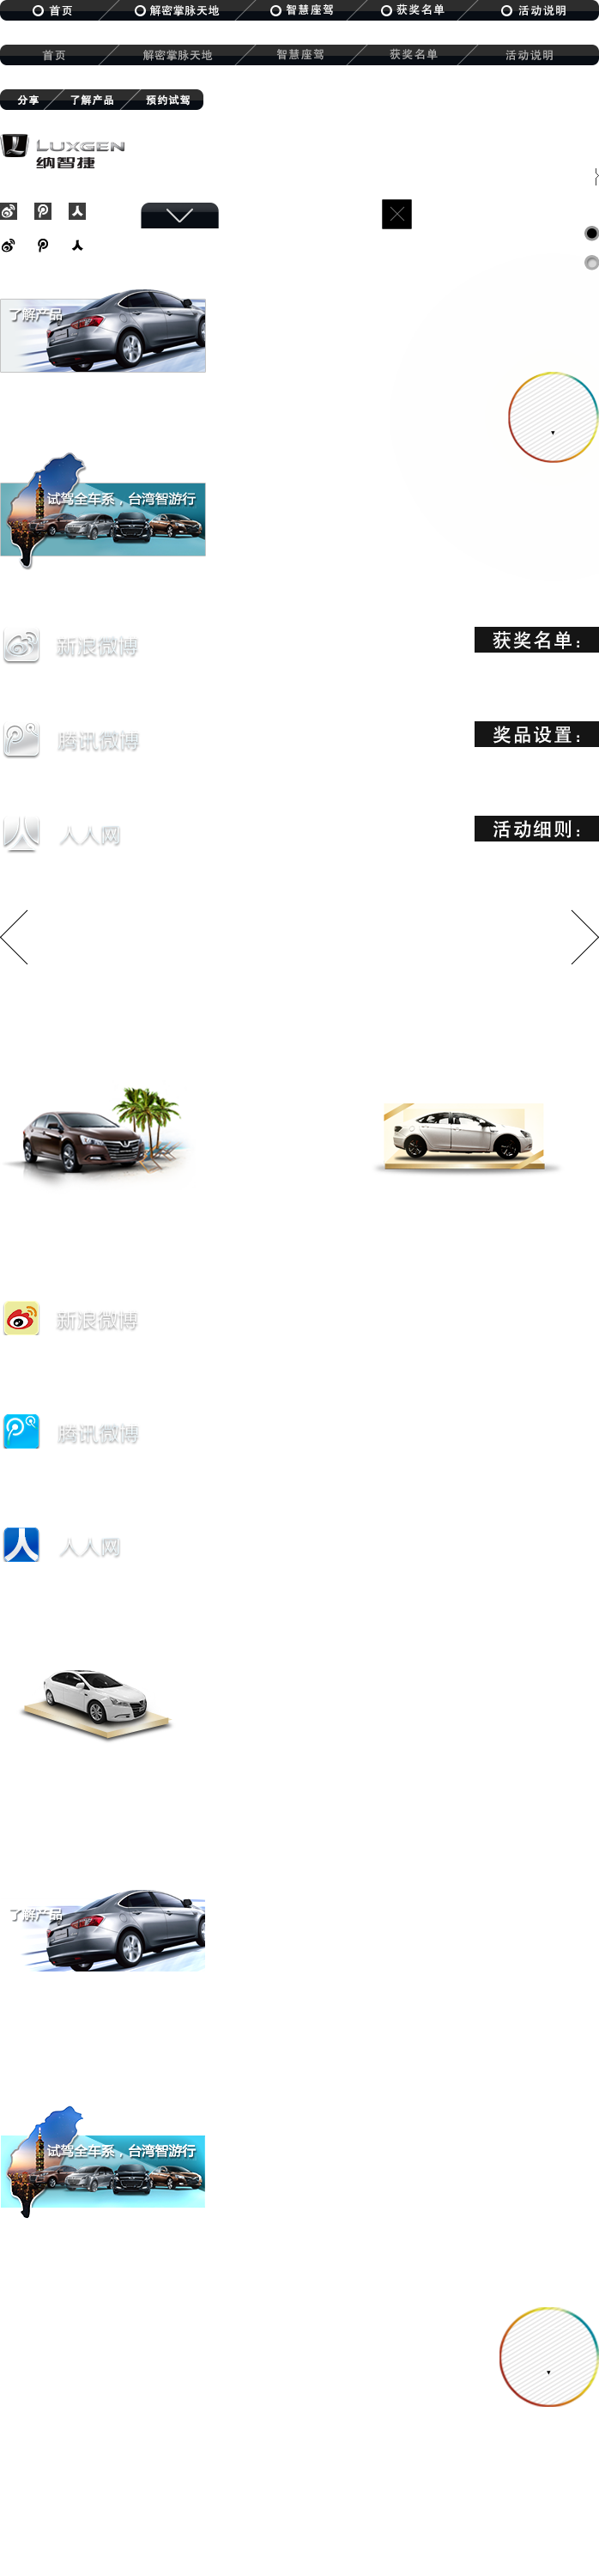 首页 解密掌脉天地 智慧座驾 获奖名单 活动说明
首页 解密掌脉天地 智慧座驾 获奖名单 活动说明
分享 了解产品 预约试驾
LUXGEN
纳智捷
了解产品
试驾全车系，台湾智游行
新浪微博
获奖名单：
腾讯微博
奖品设置：
人人网
活动细则：
新浪微博
腾讯微博
人人网
了解产品
试驾全车系，台湾智游行